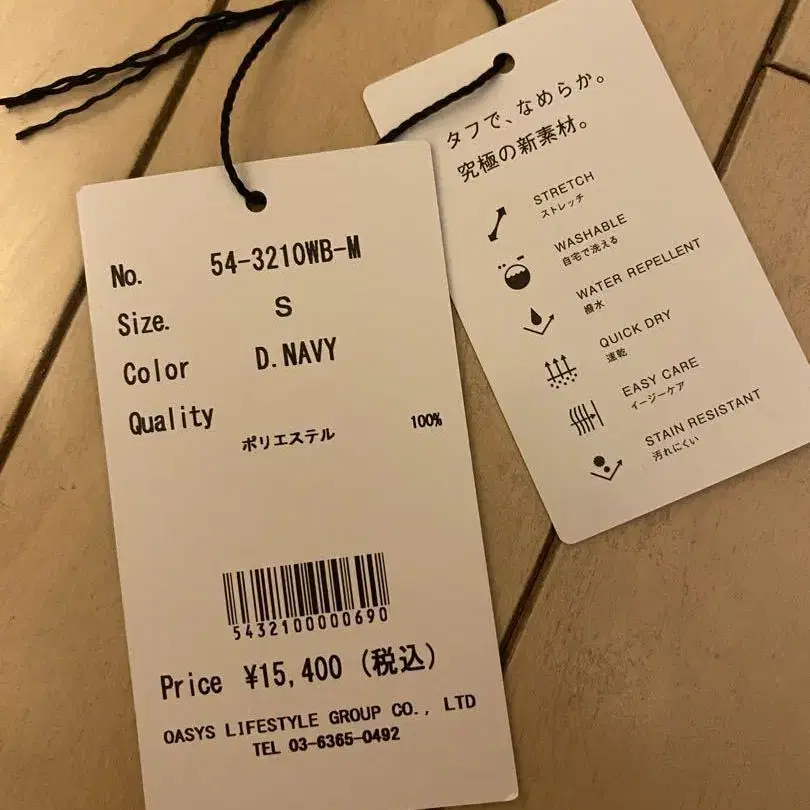 No. 54-3210WB-M
Size. S
Color D.NAVY
Quality
ポリエステル 100%
5432100000690
Price ¥15,400 (税込)
OASYS LIFESTYLE GROUP CO., LTD
TEL 03-6365-0492
タフで、なめらか。
究極の新素材。
STRETCH
ストレッチ
WASHABLE
自宅で洗える
WATER REPELLENT
撥水
QUICK DRY
速乾
EASY CARE
イージーケア
STAIN RESISTANT
汚れにくい